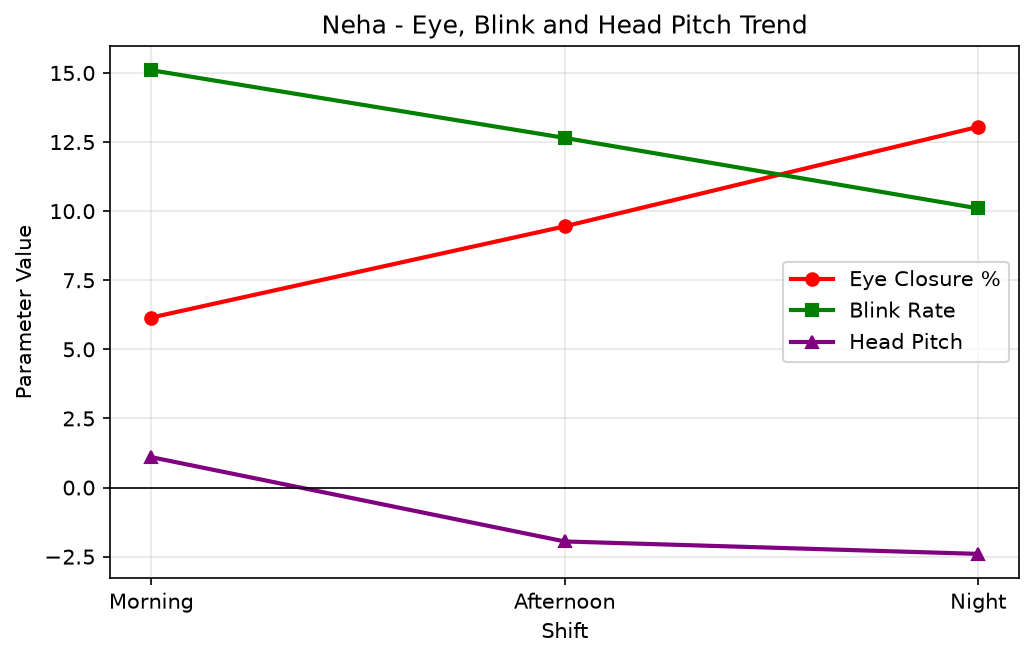 Neha - Eye, Blink and Head Pitch Trend
15.0
12.5
10.0
7.5
5.0
2.5
0.0
−2.5
Parameter Value
Eye Closure %
Blink Rate
Head Pitch
Morning
Afternoon
Night
Shift